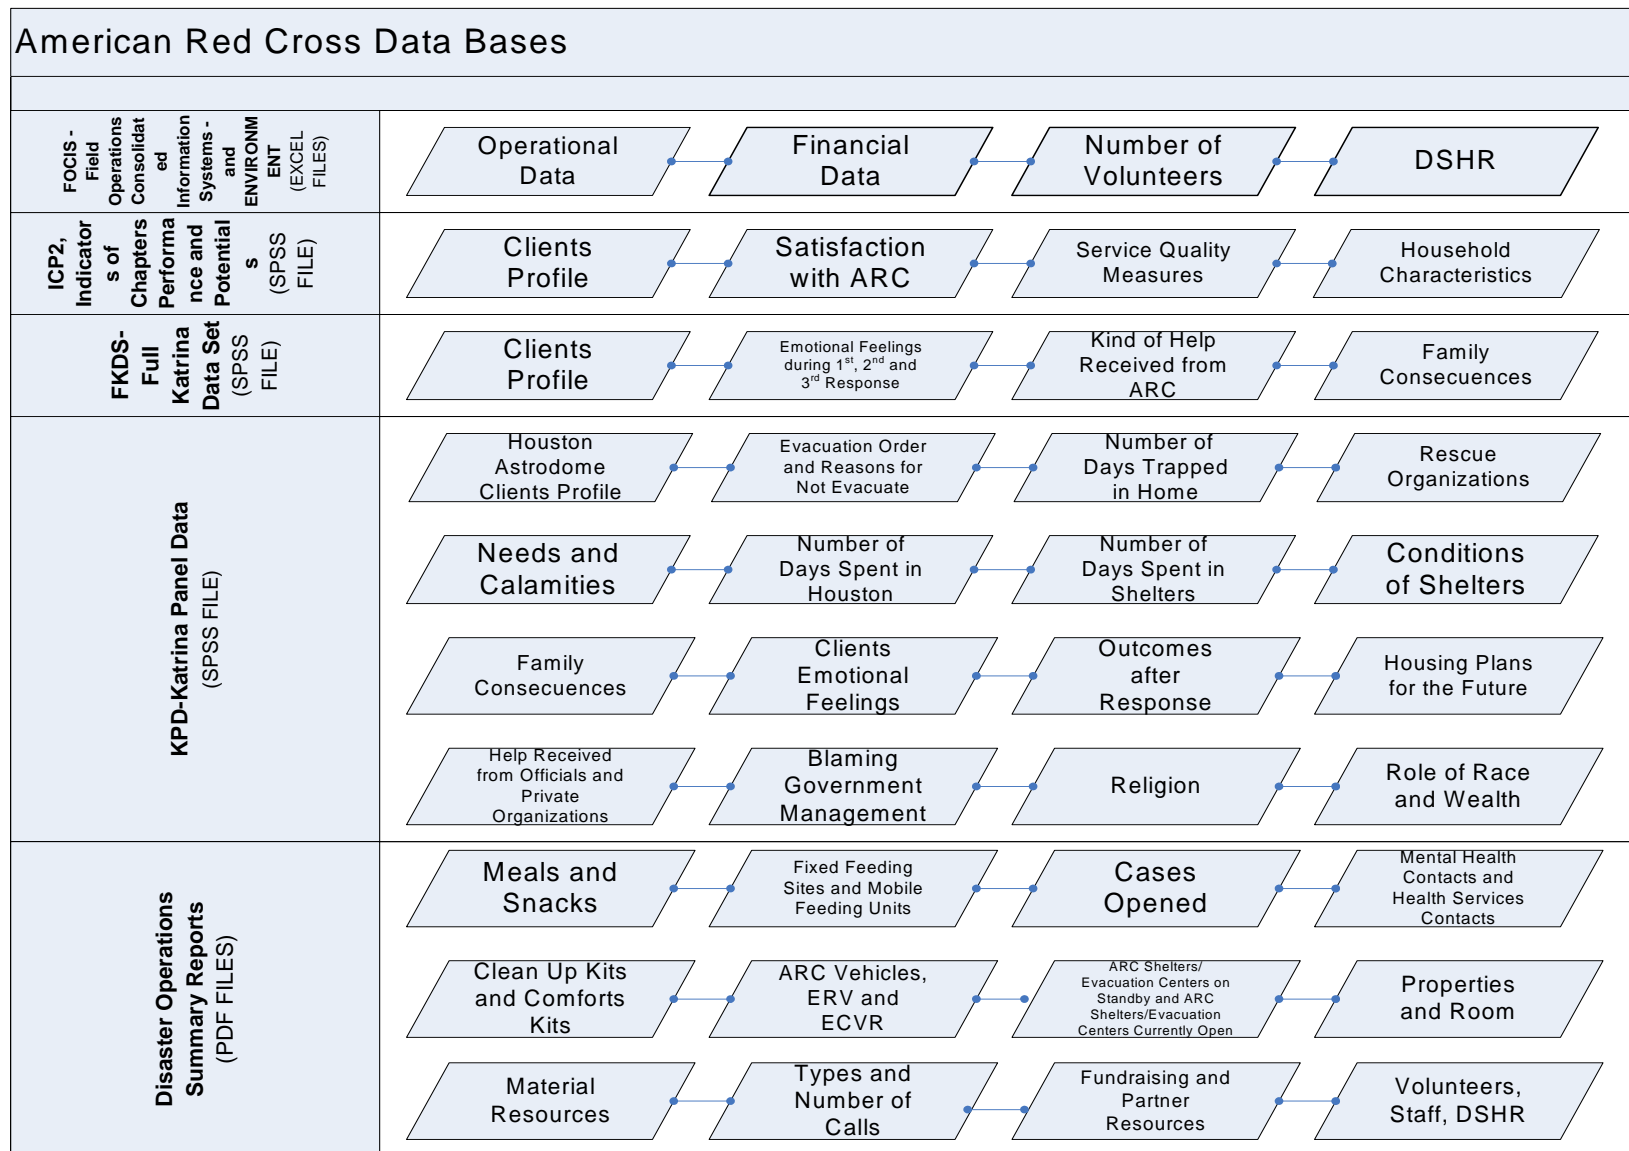 American Red Cross Data Bases
FOCIS -
Field
Operations
Consolidat
ed
Information
Systems -
and
ENVIRONM
ENT
(EXCEL
FILES)
Operational
Data
Financial
Data
Number of
Volunteers
DSHR
ICP2,
Indicator
s of
Chapters
Performa
nce and
Potential
s
(SPSS
FILE)
Clients
Profile
Satisfaction
with ARC
Service Quality
Measures
Household
Characteristics
FKDS-
Full
Katrina
Data Set
(SPSS
FILE)
Clients
Profile
Emotional Feelings
during 1st, 2nd and
3rd Response
Kind of Help
Received from
ARC
Family
Consecuences
KPD-Katrina Panel Data
(SPSS FILE)
Houston
Astrodome
Clients Profile
Evacuation Order
and Reasons for
Not Evacuate
Number of
Days Trapped
in Home
Rescue
Organizations
Needs and
Calamities
Number of
Days Spent in
Houston
Number of
Days Spent in
Shelters
Conditions
of Shelters
Family
Consecuences
Clients
Emotional
Feelings
Outcomes
after
Response
Housing Plans
for the Future
Help Received
from Officials and
Private
Organizations
Blaming
Government
Management
Religion
Role of Race
and Wealth
Disaster Operations
Summary Reports
(PDF FILES)
Meals and
Snacks
Fixed Feeding
Sites and Mobile
Feeding Units
Cases
Opened
Mental Health
Contacts and
Health Services
Contacts
Clean Up Kits
and Comforts
Kits
ARC Vehicles,
ERV and
ECVR
ARC Shelters/
Evacuation Centers on
Standby and ARC
Shelters/Evacuation
Centers Currently Open
Properties
and Room
Material
Resources
Types and
Number of
Calls
Fundraising and
Partner
Resources
Volunteers,
Staff, DSHR